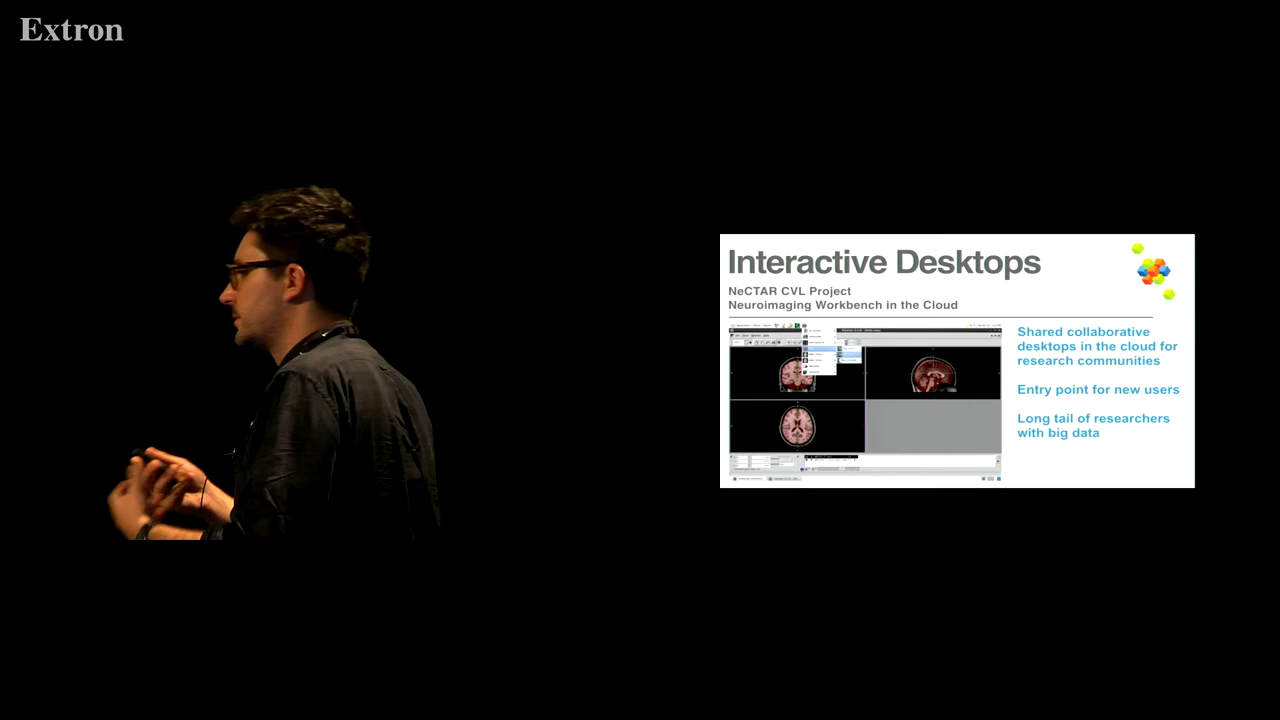 Extron
Interactive Desktops
NeCTAR CVL Project
Neuroimaging Workbench in the Cloud
Shared collaborative
desktops in the cloud for
research communities
Entry point for new users
Long tail of researchers
with big data